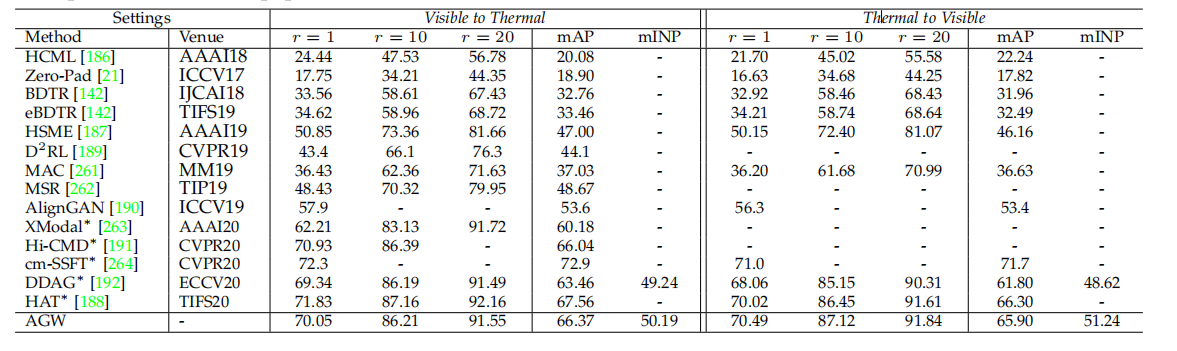 Settings Visible to Thermal Thermal to Visible
Method Venue r = 1 r = 10 r = 20 mAP mINP r = 1 r = 10 r = 20 mAP mINP
HCML [186] AAAI18 24.44 47.53 56.78 20.08 - 21.70 45.02 55.58 22.24 -
Zero-Pad [21] ICCV17 17.75 34.21 44.35 18.90 - 16.63 34.68 44.25 17.82 -
BDTR [142] IJCAI18 33.56 58.61 67.43 32.76 - 32.92 58.46 68.43 31.96 -
eBDTR [142] TIFS19 34.62 58.96 68.72 33.46 - 34.21 58.74 68.64 32.49 -
HSME [187] AAAI19 50.85 73.36 81.66 47.00 - 50.15 72.40 81.07 46.16 -
D²RL [189] CVPR19 43.4 66.1 76.3 44.1 - - - - - -
MAC [261] MM19 36.43 62.36 71.63 37.03 - 36.20 61.68 70.99 36.63 -
MSR [262] TIP19 48.43 70.32 79.95 48.67 - - - - - -
AlignGAN [190] ICCV19 57.9 - - 53.6 - 56.3 - - 53.4 -
XModal* [263] AAAI20 62.21 83.13 91.72 60.18 - - - - - -
Hi-CMD* [191] CVPR20 70.93 86.39 - 66.04 - - - - - -
cm-SSFT* [264] CVPR20 72.3 - - 72.9 - 71.0 - - 71.7 -
DDAG* [192] ECCV20 69.34 86.19 91.49 63.46 49.24 68.06 85.15 90.31 61.80 48.62
HAT* [188] TIFS20 71.83 87.16 92.16 67.56 - 70.02 86.45 91.61 66.30 -
AGW - 70.05 86.21 91.55 66.37 50.19 70.49 87.12 91.84 65.90 51.24